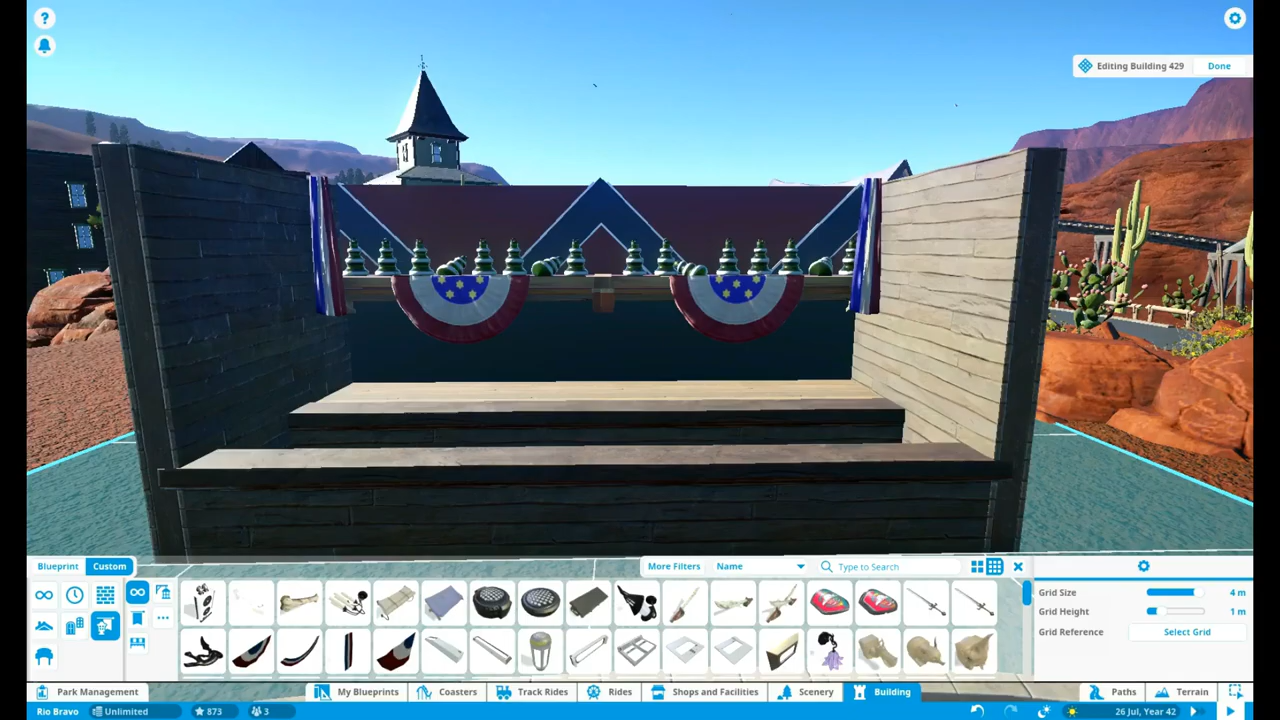 ?
Editing Building 429 Done
Blueprint Custom
More Filters Name Type to Search
Grid Size 4 m
Grid Height 1 m
Grid Reference Select Grid
Park Management My Blueprints Coasters Track Rides Rides Shops and Facilities Scenery Building Paths Terrain
Rio Bravo Unlimited 873 3 26 Jul, Year 42